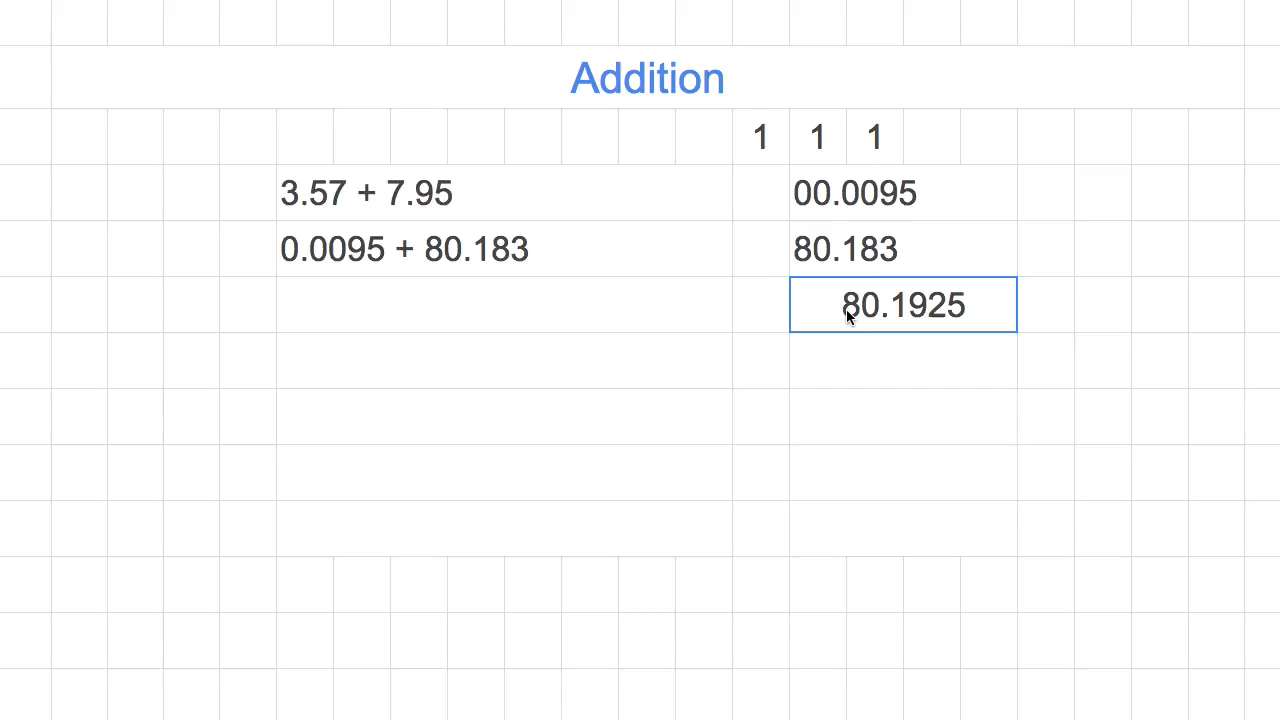 Addition
1 1 1
3.57 + 7.95 00.0095
0.0095 + 80.183 80.183
80.1925